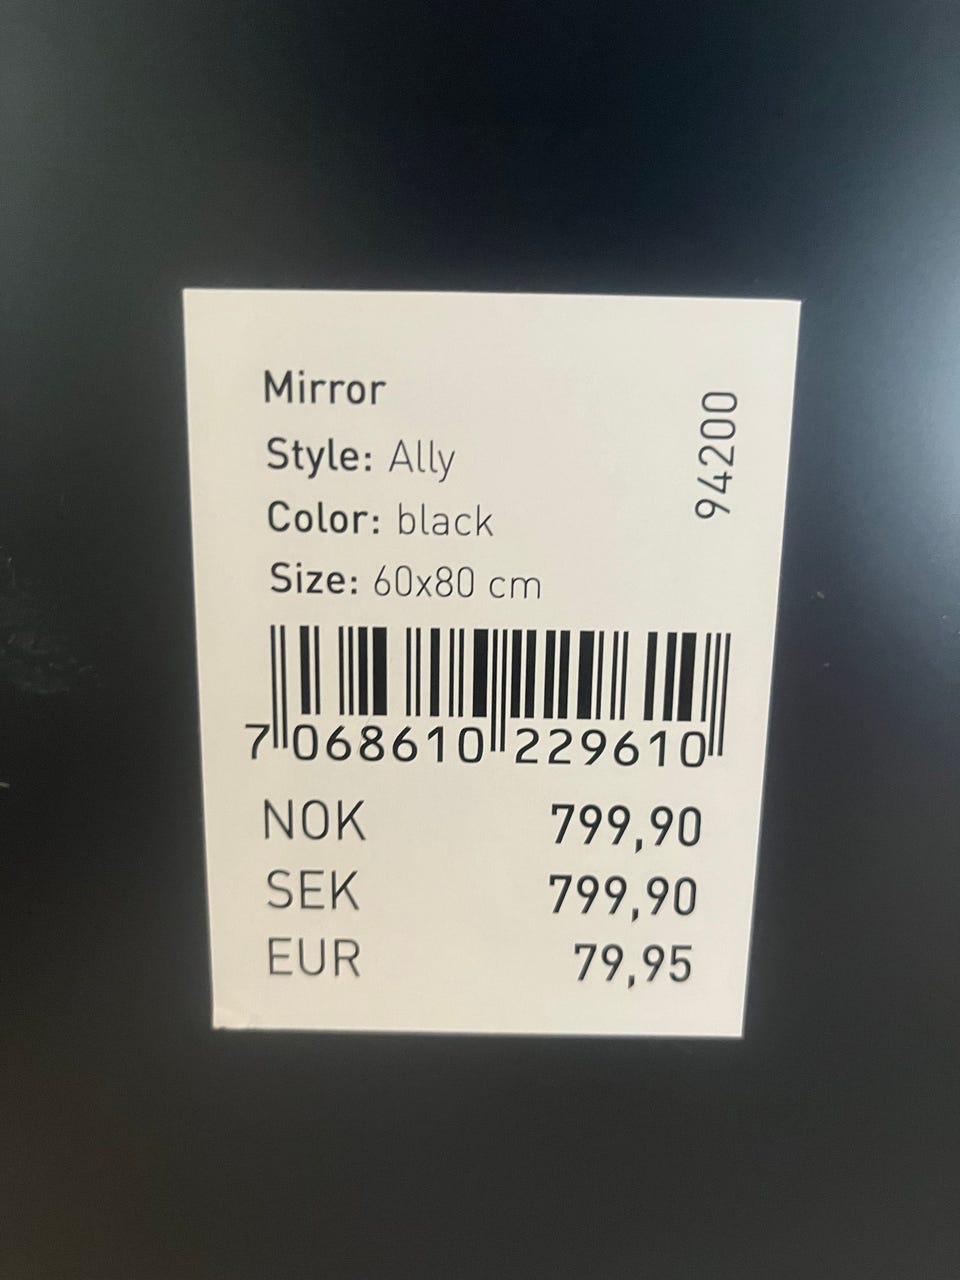 Mirror
Style: Ally
Color: black
Size: 60x80 cm
94200
7 068610 229610
NOK 799,90
SEK 799,90
EUR 79,95